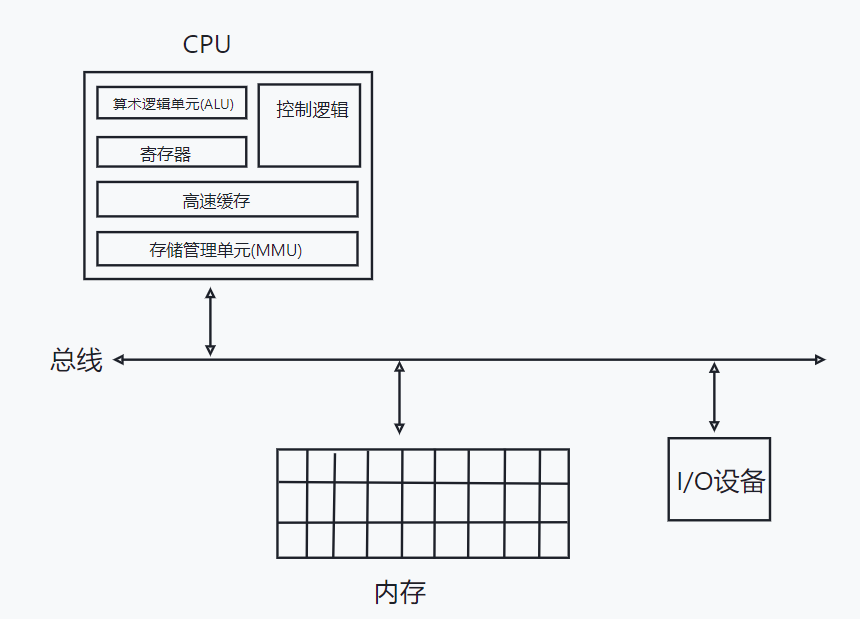 CPU
算术逻辑单元(ALU)
控制逻辑
寄存器
高速缓存
存储管理单元(MMU)
总线
I/O设备
内存